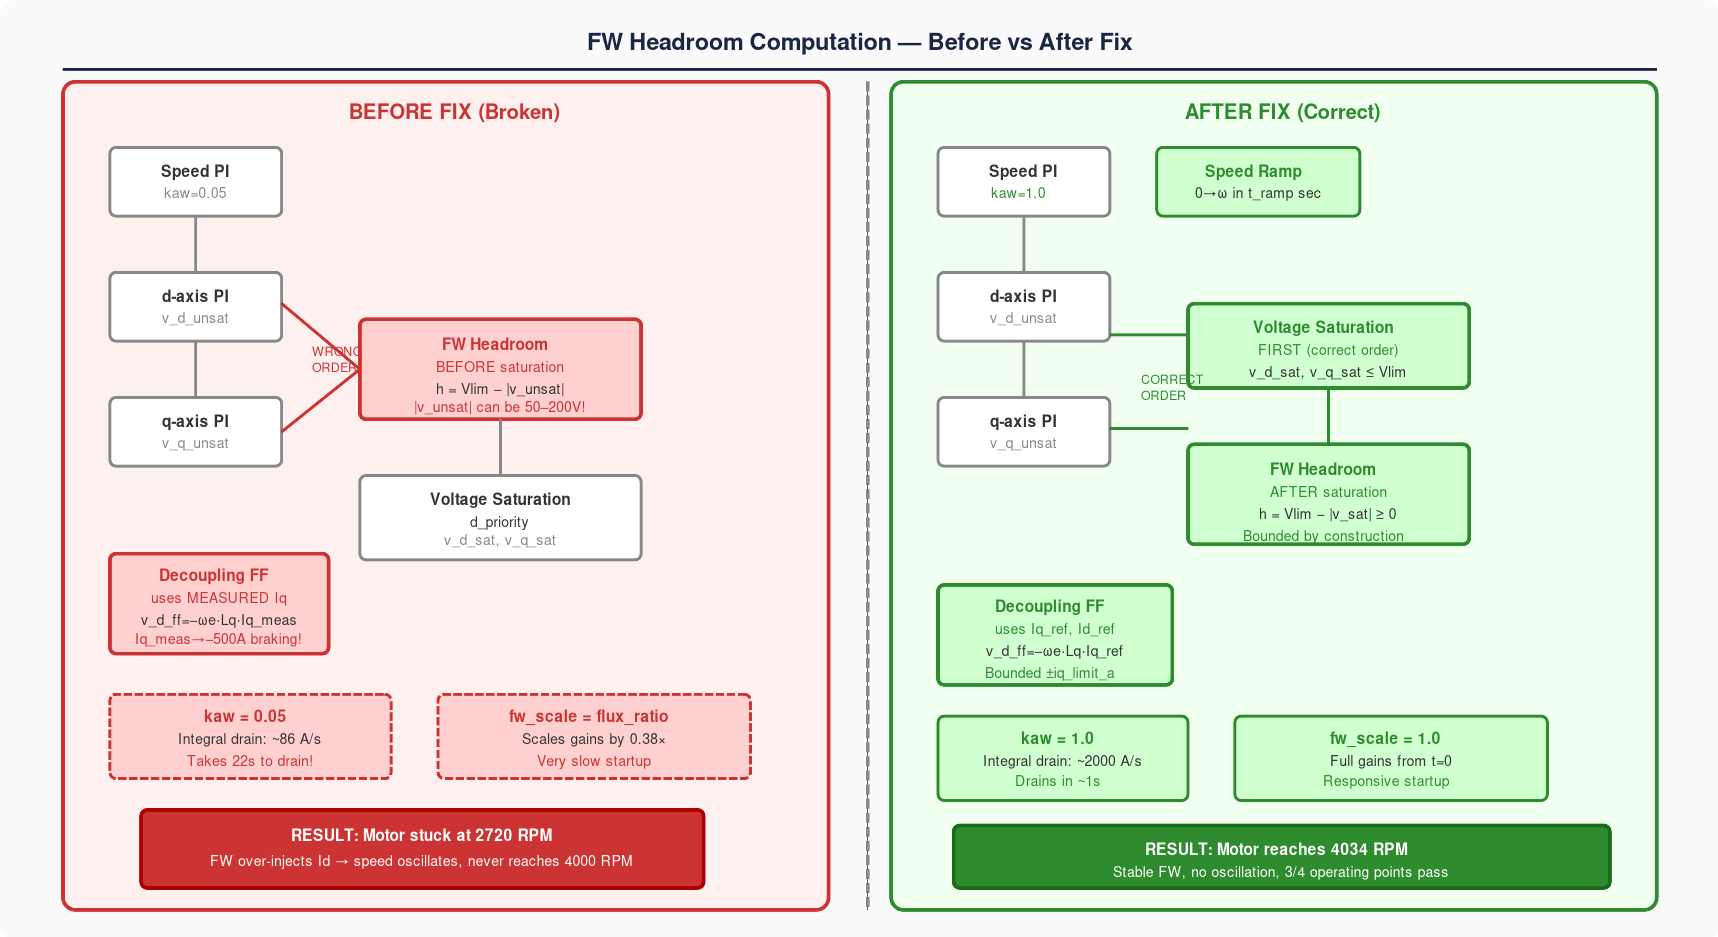 FW Headroom Computation — Before vs After Fix
BEFORE FIX (Broken)
Speed PI
kaw=0.05
d-axis PI
v_d_unsat
q-axis PI
v_q_unsat
WRONG
ORDER
FW Headroom
BEFORE saturation
h = Vlim − |v_unsat|
|v_unsat| can be 50–200V!
Voltage Saturation
d_priority
v_d_sat, v_q_sat
Decoupling FF
uses MEASURED Iq
v_d_ff=−ωe·Lq·Iq_meas
Iq_meas→−500A braking!
kaw = 0.05
Integral drain: ~86 A/s
Takes 22s to drain!
fw_scale = flux_ratio
Scales gains by 0.38×
Very slow startup
RESULT: Motor stuck at 2720 RPM
FW over-injects Id → speed oscillates, never reaches 4000 RPM
AFTER FIX (Correct)
Speed PI
kaw=1.0
Speed Ramp
0→ω in t_ramp sec
d-axis PI
v_d_unsat
q-axis PI
v_q_unsat
CORRECT
ORDER
Voltage Saturation
FIRST (correct order)
v_d_sat, v_q_sat ≤ Vlim
FW Headroom
AFTER saturation
h = Vlim − |v_sat| ≥ 0
Bounded by construction
Decoupling FF
uses Iq_ref, Id_ref
v_d_ff=−ωe·Lq·Iq_ref
Bounded ±iq_limit_a
kaw = 1.0
Integral drain: ~2000 A/s
Drains in ~1s
fw_scale = 1.0
Full gains from t=0
Responsive startup
RESULT: Motor reaches 4034 RPM
Stable FW, no oscillation, 3/4 operating points pass